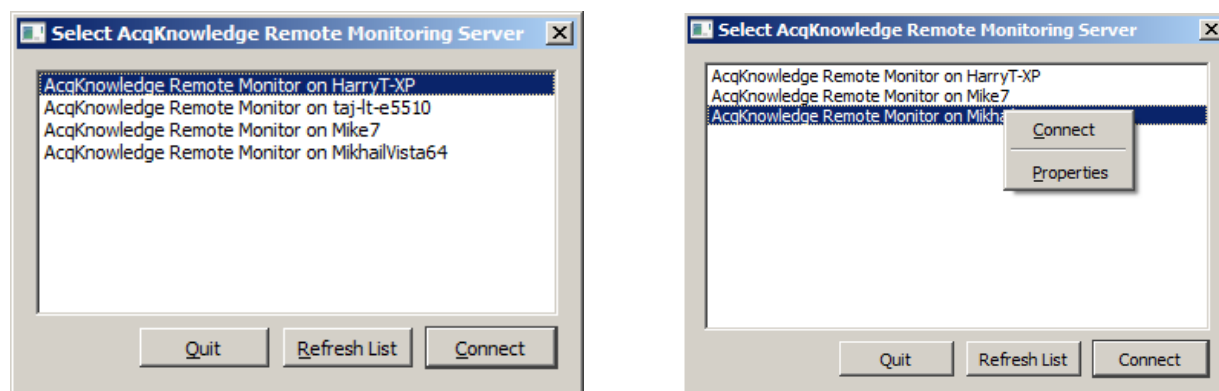 Select AcqKnowledge Remote Monitoring Server
AcqKnowledge Remote Monitor on HarryT-XP
AcqKnowledge Remote Monitor on taj-lt-e5510
AcqKnowledge Remote Monitor on Mike7
AcqKnowledge Remote Monitor on MikhailVista64
Quit
Refresh List
Connect
Select AcqKnowledge Remote Monitoring Server
AcqKnowledge Remote Monitor on HarryT-XP
AcqKnowledge Remote Monitor on Mike7
AcqKnowledge Remote Monitor on Mikha
Connect
Properties
Quit
Refresh List
Connect